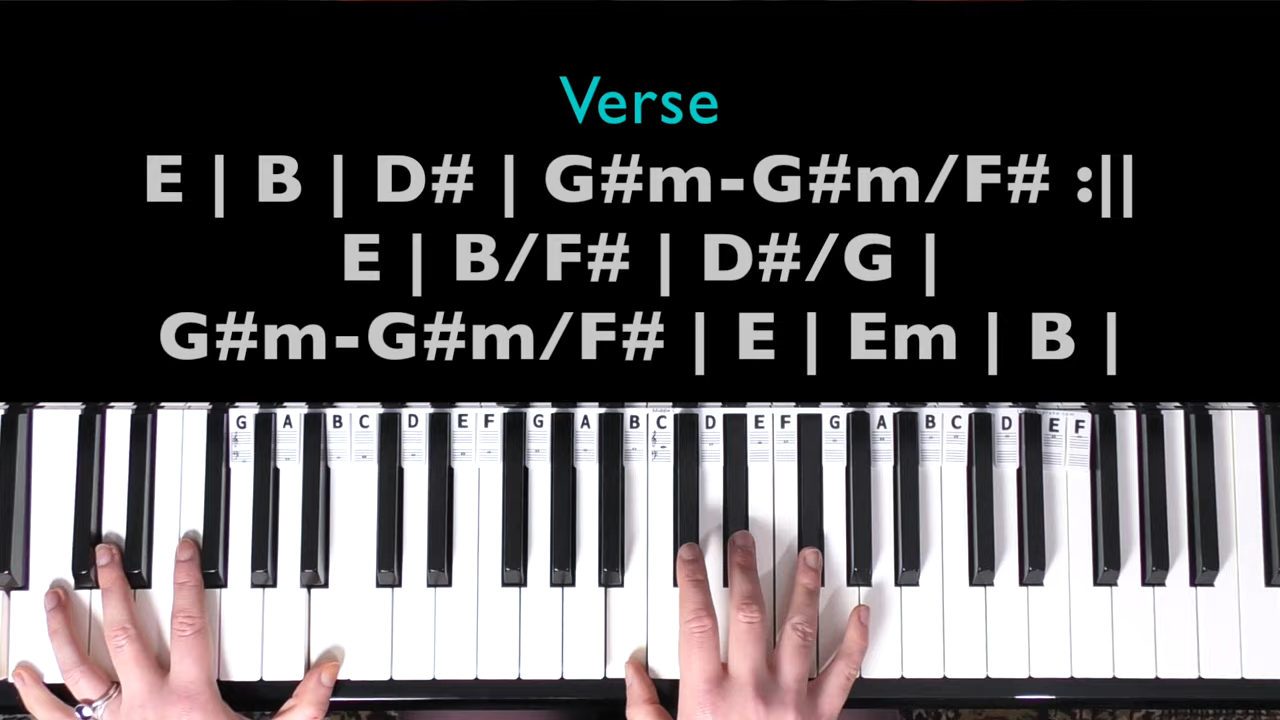 Verse
E | B | D# | G#m-G#m/F# :||
E | B/F# | D#/G |
G#m-G#m/F# | E | Em | B |
G A B C D E F G A B C D E F G A B C D E F